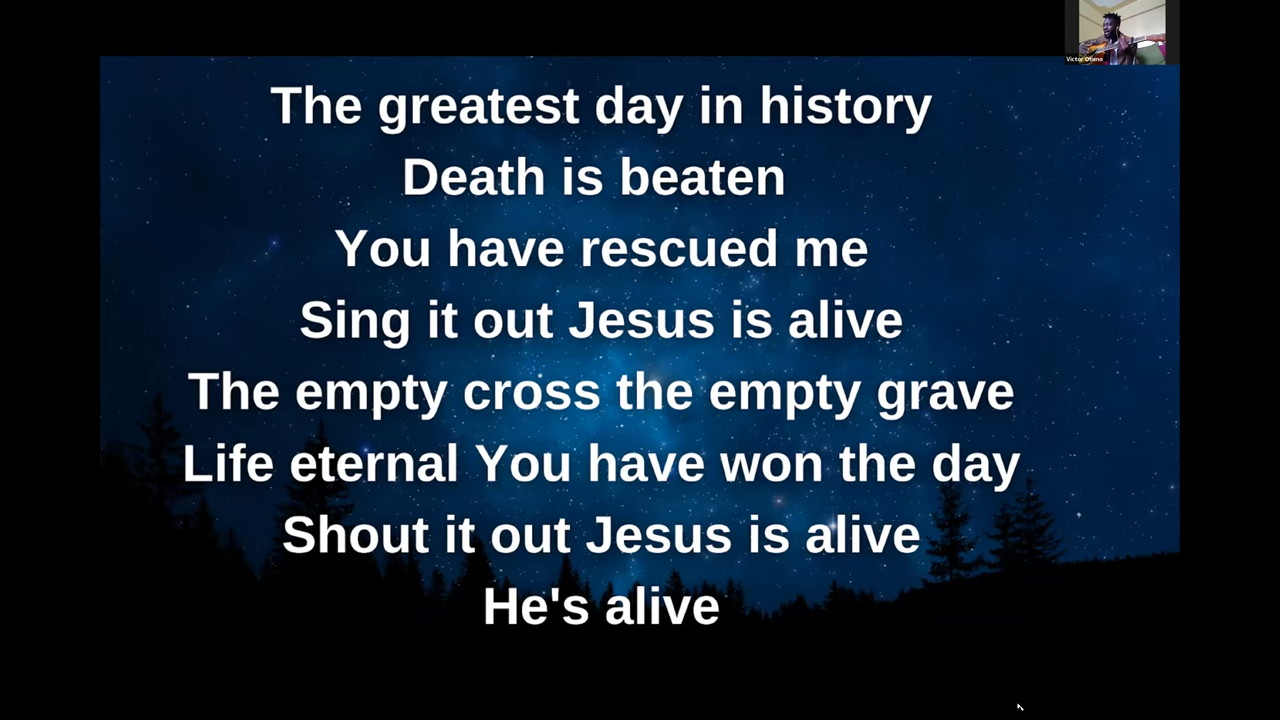 Victor Otieno
The greatest day in history
Death is beaten
You have rescued me
Sing it out Jesus is alive
The empty cross the empty grave
Life eternal You have won the day
Shout it out Jesus is alive
He's alive